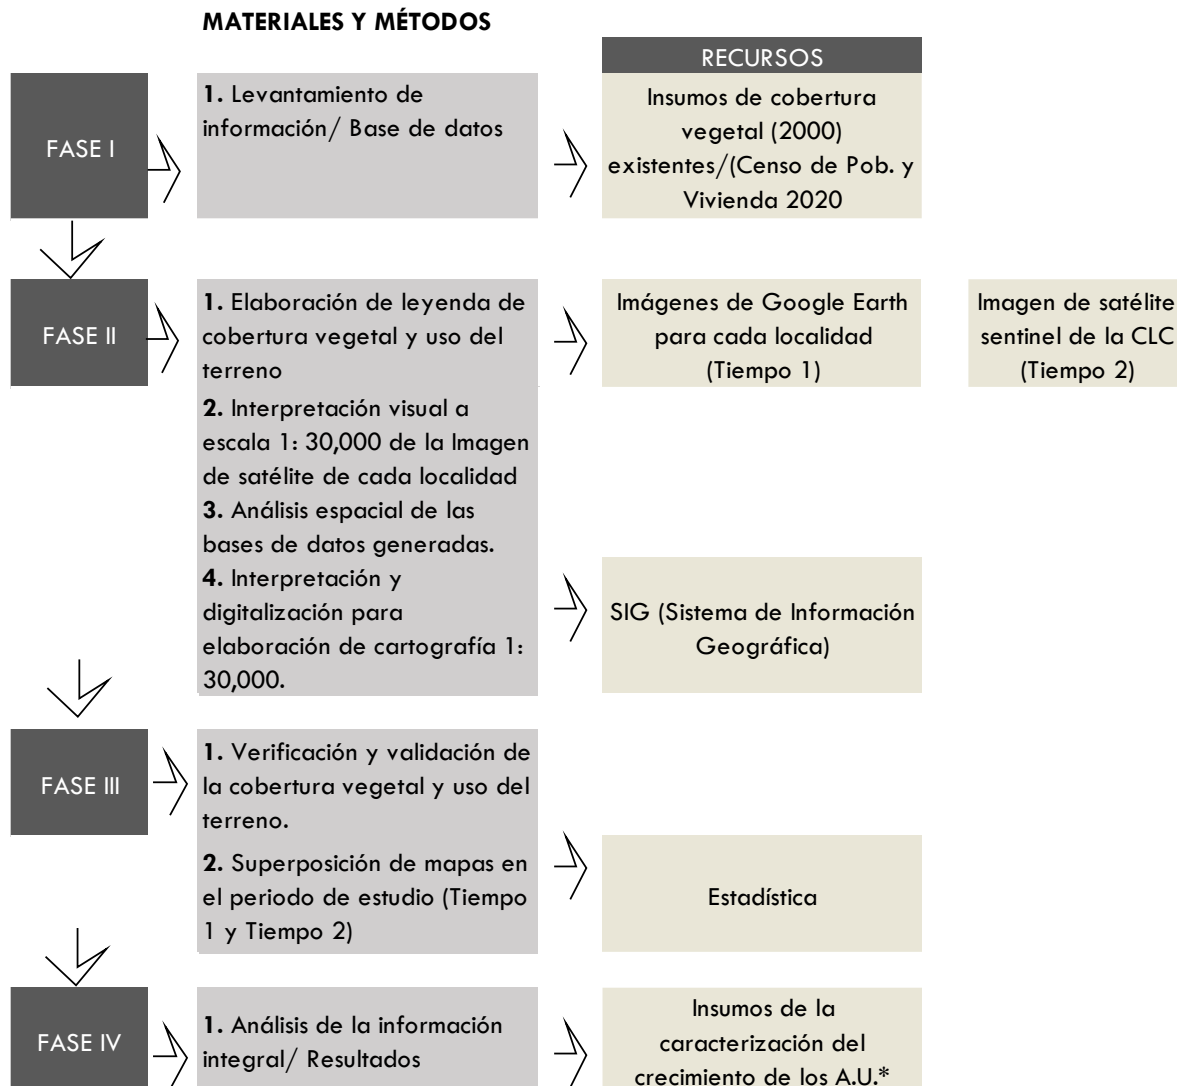 MATERIALES Y MÉTODOS
RECURSOS
FASE I
1. Levantamiento de
información/ Base de datos
Insumos de cobertura
vegetal (2000)
existentes/(Censo de Pob. y
Vivienda 2020
FASE II
1. Elaboración de leyenda de
cobertura vegetal y uso del
terreno
2. Interpretación visual a
escala 1: 30,000 de la Imagen
de satélite de cada localidad
3. Análisis espacial de las
bases de datos generadas.
4. Interpretación y
digitalización para
elaboración de cartografía 1:
30,000.
Imágenes de Google Earth
para cada localidad
(Tiempo 1)
Imagen de satélite
sentinel de la CLC
(Tiempo 2)
SIG (Sistema de Información
Geográfica)
FASE III
1. Verificación y validación de
la cobertura vegetal y uso del
terreno.
2. Superposición de mapas en
el periodo de estudio (Tiempo
1 y Tiempo 2)
Estadística
FASE IV
1. Análisis de la información
integral/ Resultados
Insumos de la
caracterización del
crecimiento de los A.U.*